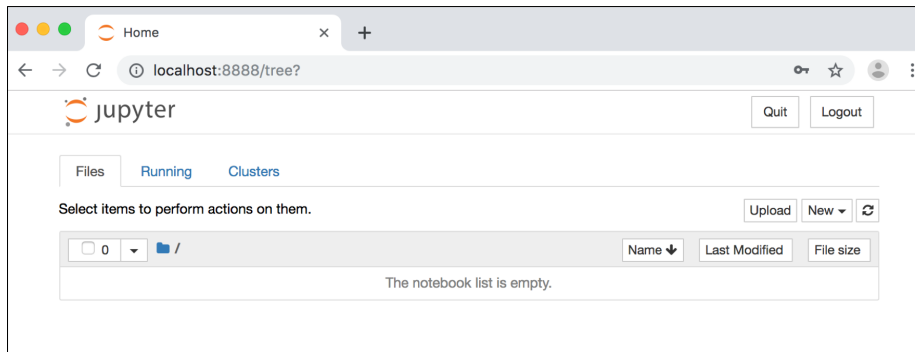 Home
localhost:8888/tree?
jupyter
Quit Logout
Files Running Clusters
Select items to perform actions on them.
Upload New
0 / Name Last Modified File size
The notebook list is empty.